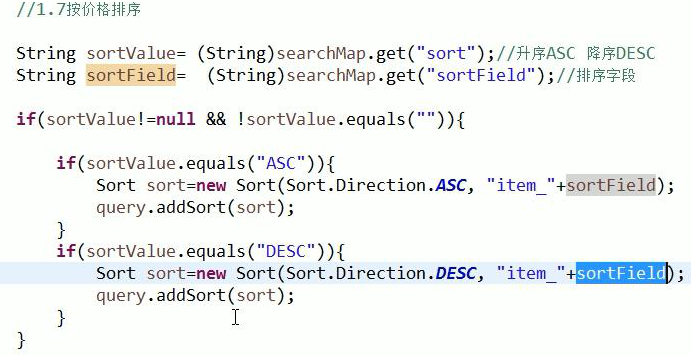 //1.7按价格排序
String sortValue= (String)searchMap.get("sort");//升序ASC 降序DESC
String sortField=  (String)searchMap.get("sortField");//排序字段
if(sortValue!=null && !sortValue.equals("")){
if(sortValue.equals("ASC")){
Sort sort=new Sort(Sort.Direction.ASC, "item_"+sortField);
query.addSort(sort);
}
if(sortValue.equals("DESC")){
Sort sort=new Sort(Sort.Direction.DESC, "item_"+sortField);
query.addSort(sort);
}
}